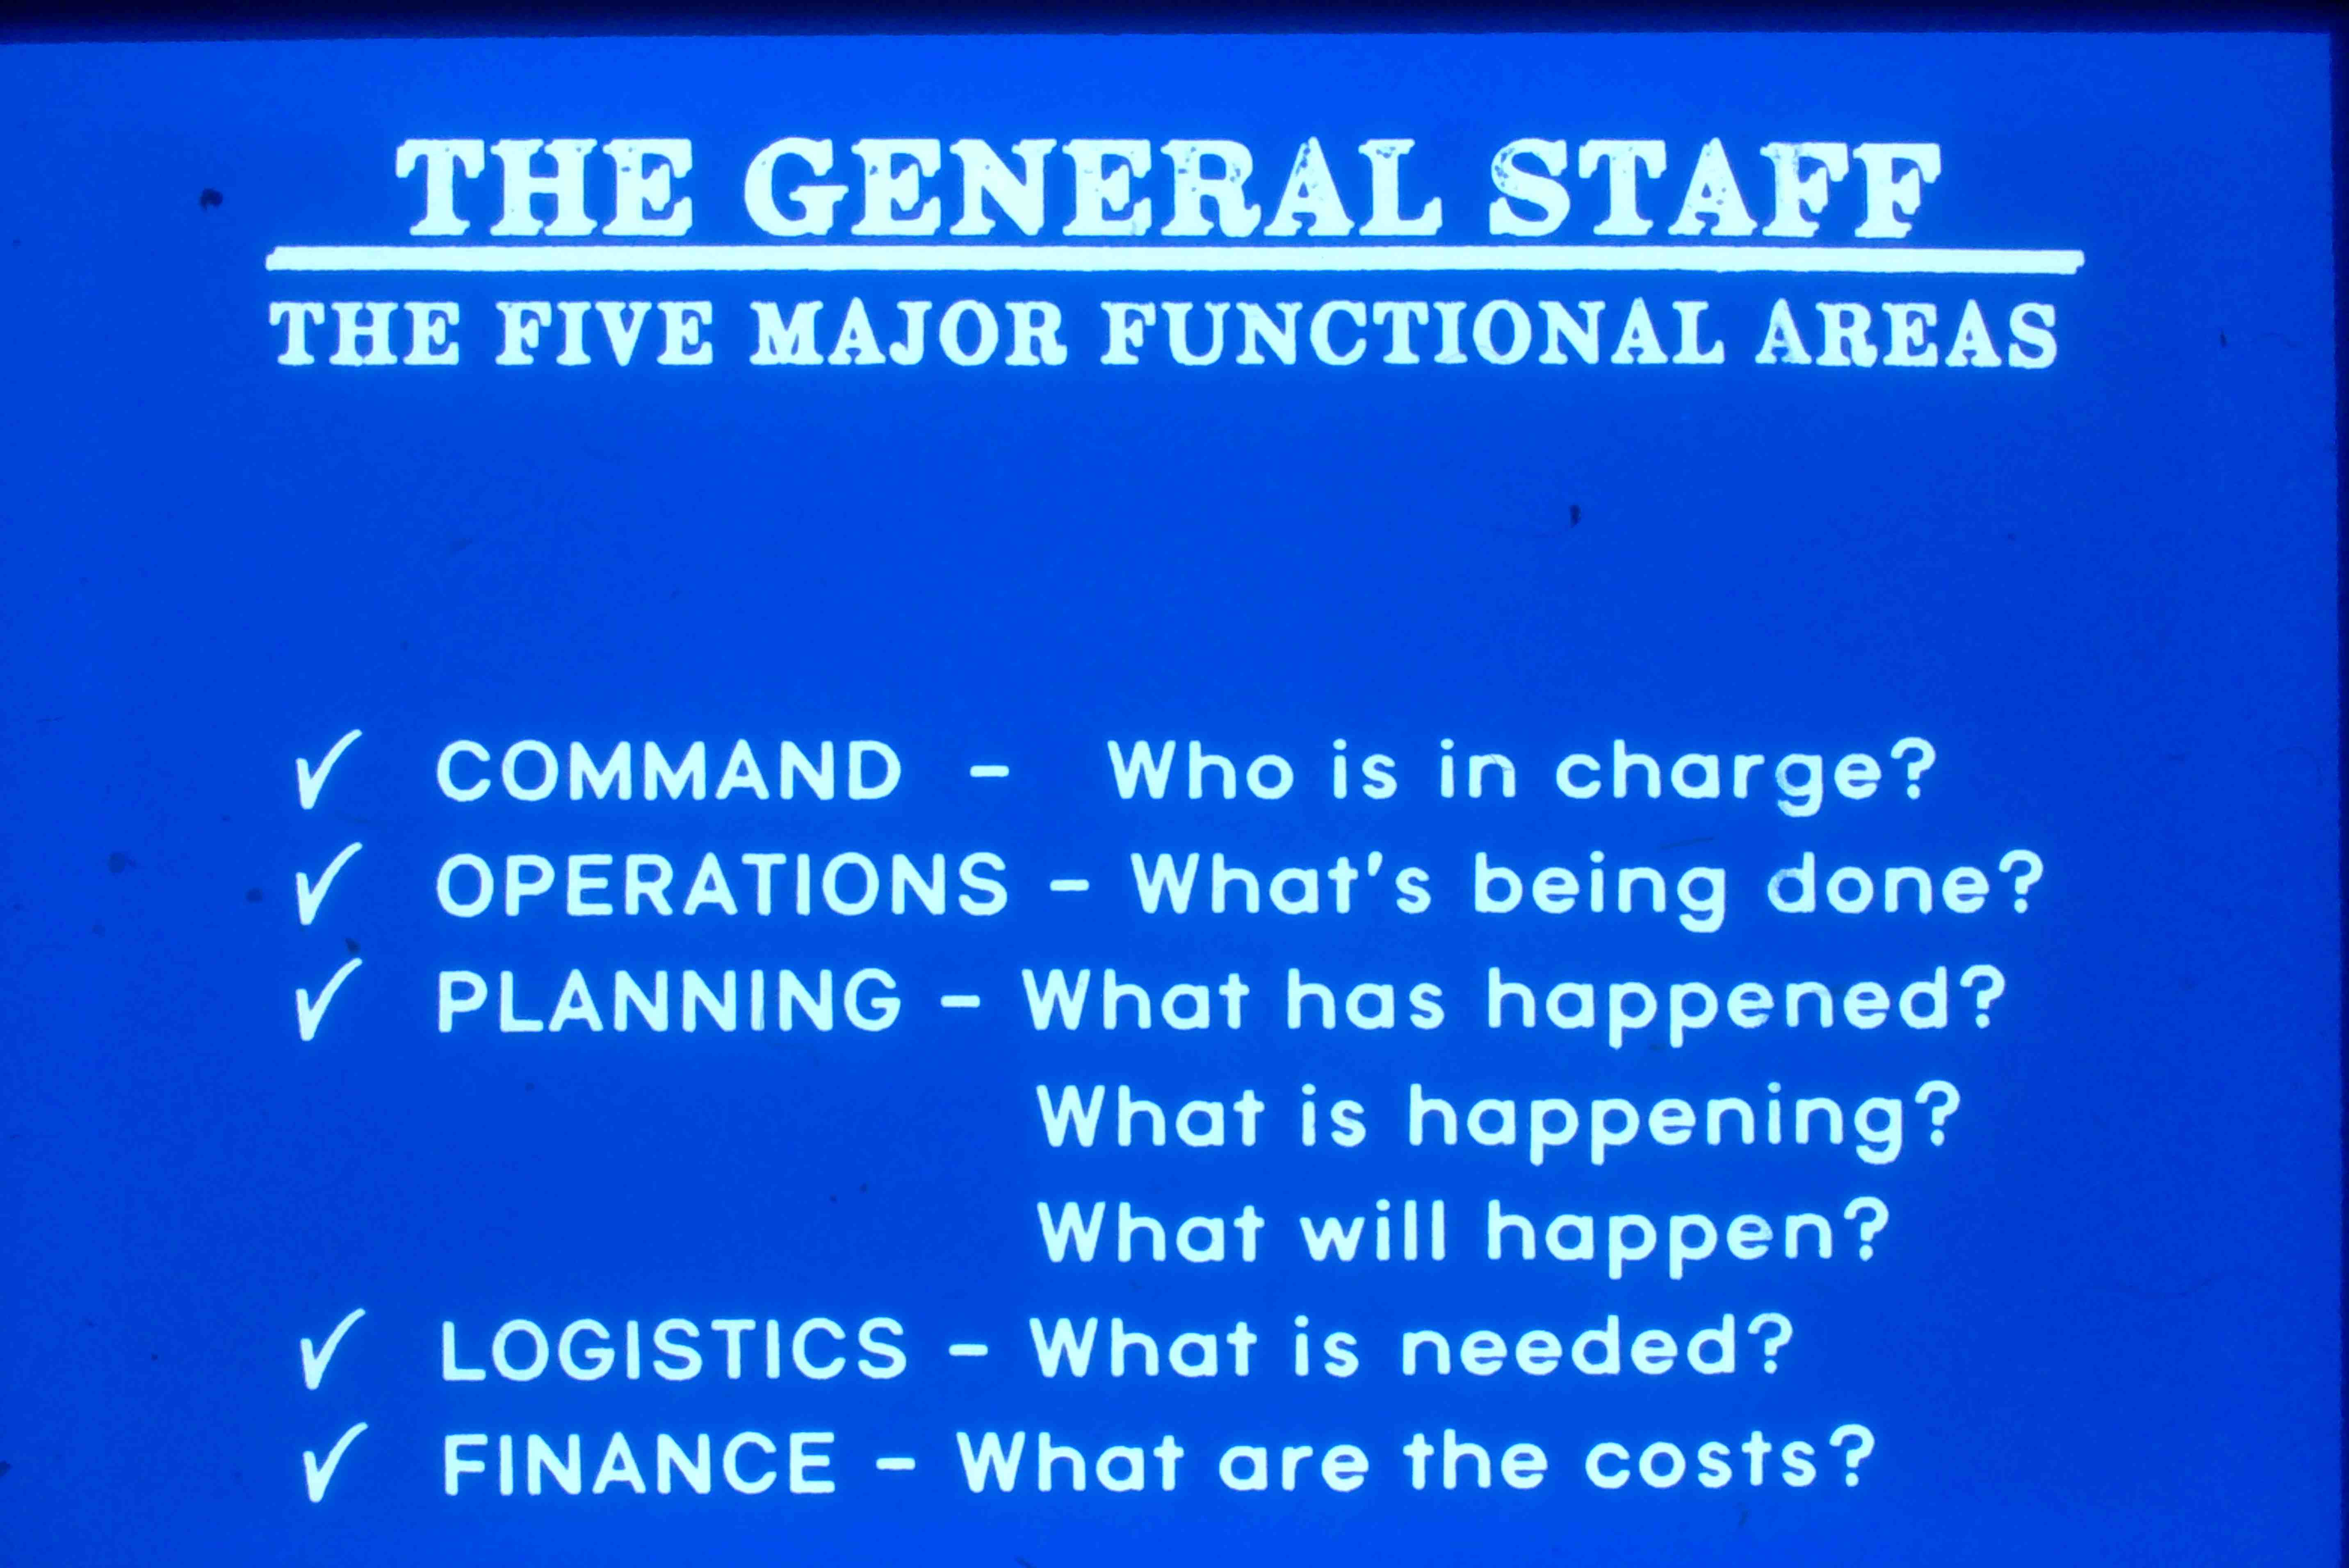 THE GENERAL STAFF
THE FIVE MAJOR FUNCTIONAL AREAS
✓ COMMAND - Who is in charge?
✓ OPERATIONS - What's being done?
✓ PLANNING - What has happened?
What is happening?
What will happen?
✓ LOGISTICS - What is needed?
✓ FINANCE - What are the costs?